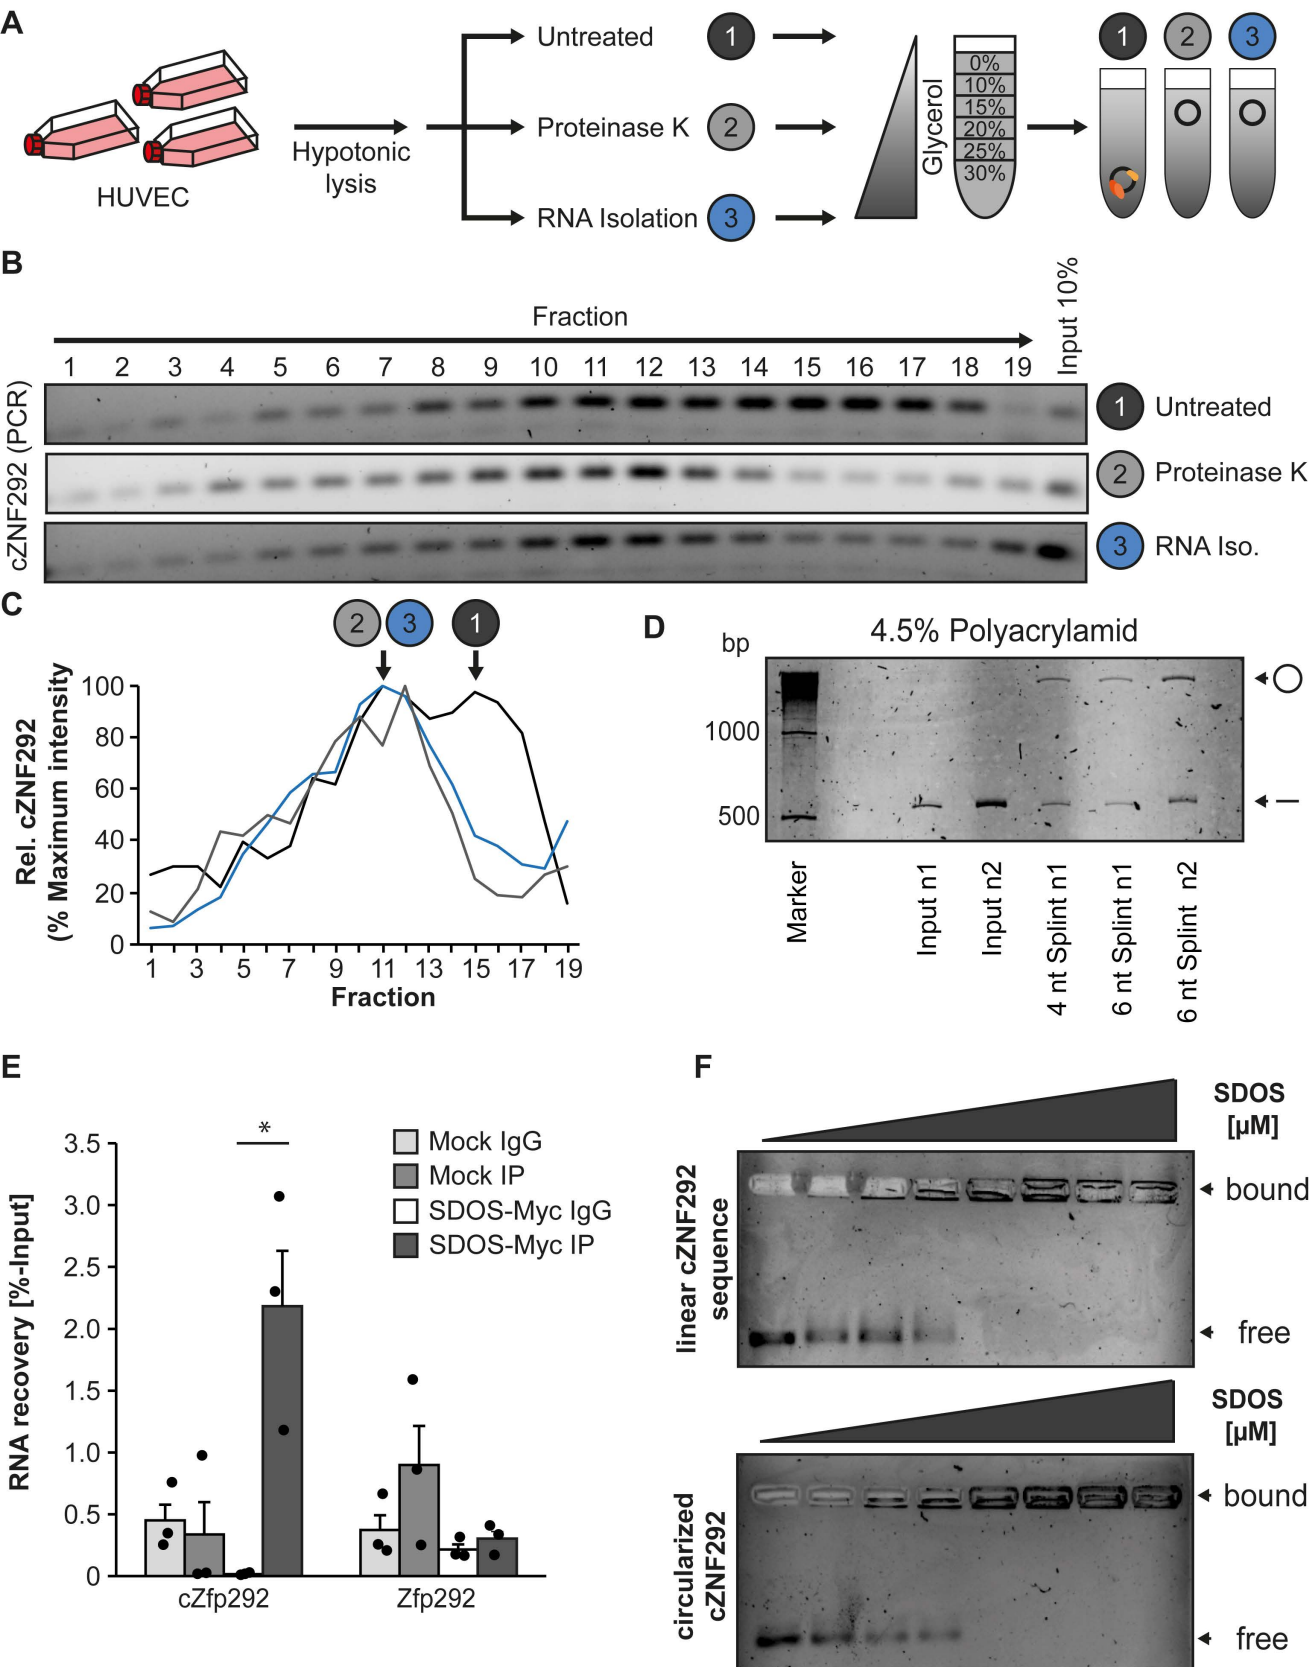 A
HUVEC
Hypotonic
lysis
Untreated 1
Proteinase K 2
RNA Isolation 3
Glycerol
0%
10%
15%
20%
25%
30%
1 2 3
B
Fraction
Input 10%
1 2 3 4 5 6 7 8 9 10 11 12 13 14 15 16 17 18 19
cZNF292 (PCR)
1 Untreated
2 Proteinase K
3 RNA Iso.
C
2 3 1
Rel. cZNF292
(% Maximum intensity
100
80
60
40
20
0
1 3 5 7 9 11 13 15 17 19
Fraction
D
4.5% Polyacrylamid
bp
1000
500
Marker
Input n1
Input n2
4 nt Splint n1
6 nt Splint n1
6 nt Splint n2
E
RNA recovery [%-Input]
3.5
3.0
2.5
2.0
1.5
1.0
0.5
0
*
Mock IgG
Mock IP
SDOS-Myc IgG
SDOS-Myc IP
cZfp292
Zfp292
F
SDOS
[µM]
linear cZNF292
sequence
bound
free
SDOS
[µM]
circularized
cZNF292
bound
free